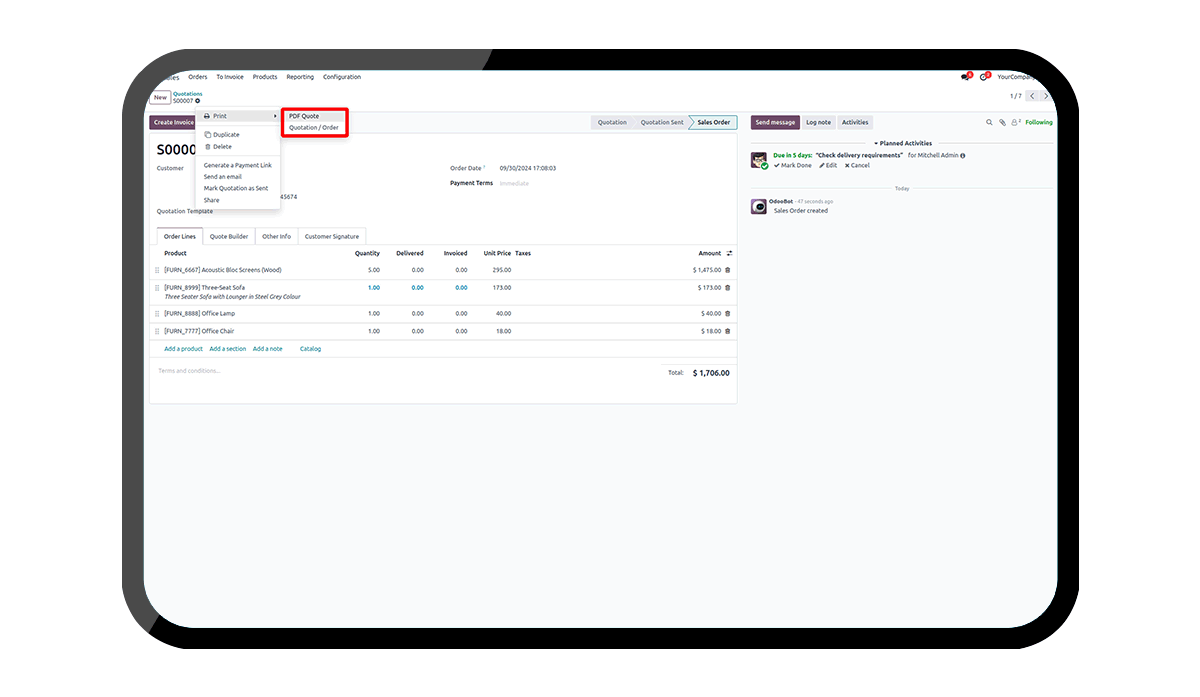 Orders To Invoice Products Reporting Configuration
4 2 YourCompany
New Quotations
S00007
1 / 7
Create Invoice
Print
PDF Quote
Quotation / Order
Quotation Quotation Sent Sales Order
Send message Log note Activities
2 Following
Duplicate
Delete
Generate a Payment Link
Send an email
Mark Quotation as Sent
Share
Planned Activities
Due in 5 days: "Check delivery requirements" for Mitchell Admin
Mark Done Edit Cancel
Today
OdooBot - 47 seconds ago
Sales Order created
S0000
Customer
45674
Quotation Template
Order Date ? 09/30/2024 17:08:03
Payment Terms Immediate
Order Lines Quote Builder Other Info Customer Signature
Product Quantity Delivered Invoiced Unit Price Taxes Amount
[FURN_6667] Acoustic Bloc Screens (Wood) 5.00 0.00 0.00 295.00 $ 1,475.00
[FURN_8999] Three-Seat Sofa 1.00 0.00 0.00 173.00 $ 173.00
Three Seater Sofa with Lounger in Steel Grey Colour
[FURN_8888] Office Lamp 1.00 0.00 0.00 40.00 $ 40.00
[FURN_7777] Office Chair 1.00 0.00 0.00 18.00 $ 18.00
Add a product Add a section Add a note Catalog
Terms and conditions...
Total: $ 1,706.00